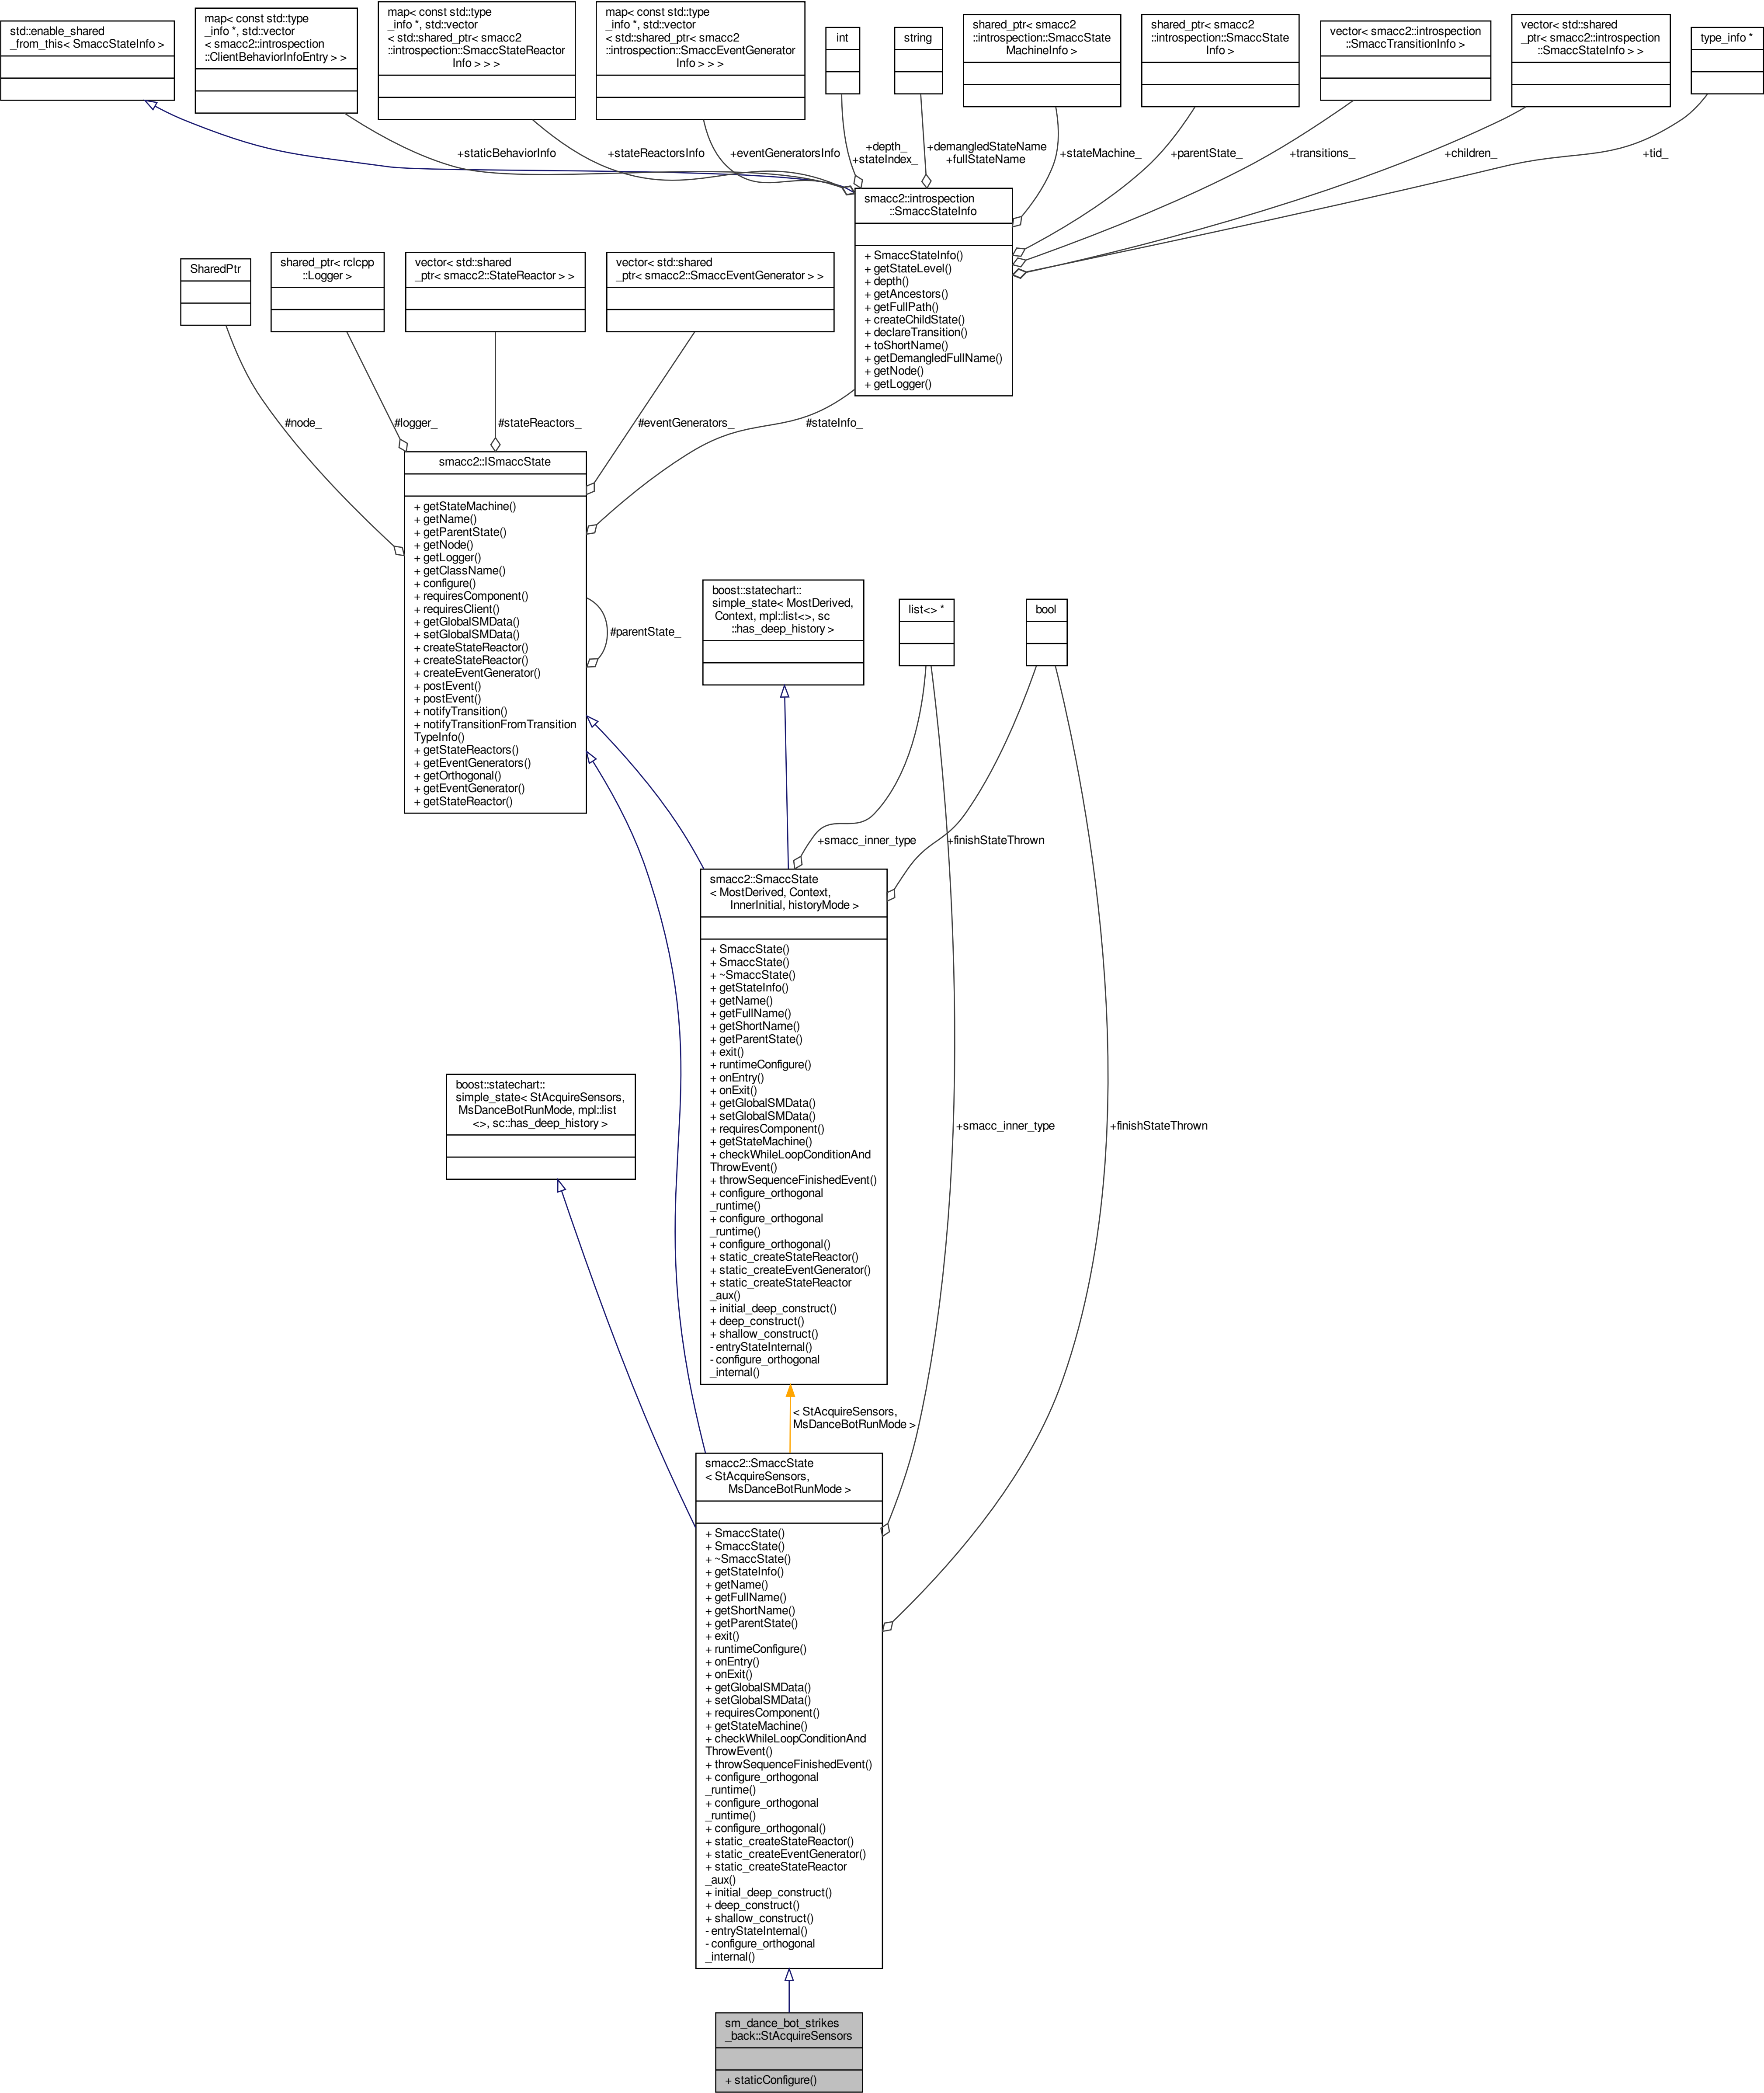 std::enable_shared
_from_this< SmaccStateInfo >
map< const std::type
_info *, std::vector
< smacc2::introspection
::ClientBehaviorInfoEntry > >
map< const std::type
_info *, std::vector
< std::shared_ptr< smacc2
::introspection::SmaccStateReactor
Info > > >
map< const std::type
_info *, std::vector
< std::shared_ptr< smacc2
::introspection::SmaccEventGenerator
Info > > >
int
string
shared_ptr< smacc2
::introspection::SmaccState
MachineInfo >
shared_ptr< smacc2
::introspection::SmaccState
Info >
vector< smacc2::introspection
::SmaccTransitionInfo >
vector< std::shared
_ptr< smacc2::introspection
::SmaccStateInfo > >
type_info *
+staticBehaviorInfo
+stateReactorsInfo
+eventGeneratorsInfo
+depth_
+stateIndex_
+demangledStateName
+fullStateName
+stateMachine_
+parentState_
+transitions_
+children_
+tid_
smacc2::introspection
::SmaccStateInfo
+ SmaccStateInfo()
+ getStateLevel()
+ depth()
+ getAncestors()
+ getFullPath()
+ createChildState()
+ declareTransition()
+ toShortName()
+ getDemangledFullName()
+ getNode()
+ getLogger()
SharedPtr
shared_ptr< rclcpp
::Logger >
vector< std::shared
_ptr< smacc2::StateReactor > >
vector< std::shared
_ptr< smacc2::SmaccEventGenerator > >
#node_
#logger_
#stateReactors_
#eventGenerators_
#stateInfo_
smacc2::ISmaccState
+ getStateMachine()
+ getName()
+ getParentState()
+ getNode()
+ getLogger()
+ getClassName()
+ configure()
+ requiresComponent()
+ requiresClient()
+ getGlobalSMData()
+ setGlobalSMData()
+ createStateReactor()
+ createStateReactor()
+ createEventGenerator()
+ postEvent()
+ postEvent()
+ notifyTransition()
+ notifyTransitionFromTransition
TypeInfo()
+ getStateReactors()
+ getEventGenerators()
+ getOrthogonal()
+ getEventGenerator()
+ getStateReactor()
#parentState_
boost::statechart::
simple_state< MostDerived,
Context, mpl::list<>, sc
::has_deep_history >
list<> *
bool
+smacc_inner_type
+finishStateThrown
smacc2::SmaccState
< MostDerived, Context,
InnerInitial, historyMode >
+ SmaccState()
+ SmaccState()
+ ~SmaccState()
+ getStateInfo()
+ getName()
+ getFullName()
+ getShortName()
+ getParentState()
+ exit()
+ runtimeConfigure()
+ onEntry()
+ onExit()
+ getGlobalSMData()
+ setGlobalSMData()
+ requiresComponent()
+ getStateMachine()
+ checkWhileLoopConditionAnd
ThrowEvent()
+ throwSequenceFinishedEvent()
+ configure_orthogonal
_runtime()
+ configure_orthogonal
_runtime()
+ configure_orthogonal()
+ static_createStateReactor()
+ static_createEventGenerator()
+ static_createStateReactor
_aux()
+ initial_deep_construct()
+ deep_construct()
+ shallow_construct()
- entryStateInternal()
- configure_orthogonal
_internal()
boost::statechart::
simple_state< StAcquireSensors,
MsDanceBotRunMode, mpl::list
<>, sc::has_deep_history >
+smacc_inner_type
+finishStateThrown
< StAcquireSensors,
MsDanceBotRunMode >
smacc2::SmaccState
< StAcquireSensors,
MsDanceBotRunMode >
+ SmaccState()
+ SmaccState()
+ ~SmaccState()
+ getStateInfo()
+ getName()
+ getFullName()
+ getShortName()
+ getParentState()
+ exit()
+ runtimeConfigure()
+ onEntry()
+ onExit()
+ getGlobalSMData()
+ setGlobalSMData()
+ requiresComponent()
+ getStateMachine()
+ checkWhileLoopConditionAnd
ThrowEvent()
+ throwSequenceFinishedEvent()
+ configure_orthogonal
_runtime()
+ configure_orthogonal
_runtime()
+ configure_orthogonal()
+ static_createStateReactor()
+ static_createEventGenerator()
+ static_createStateReactor
_aux()
+ initial_deep_construct()
+ deep_construct()
+ shallow_construct()
- entryStateInternal()
- configure_orthogonal
_internal()
sm_dance_bot_strikes
_back::StAcquireSensors
+ staticConfigure()